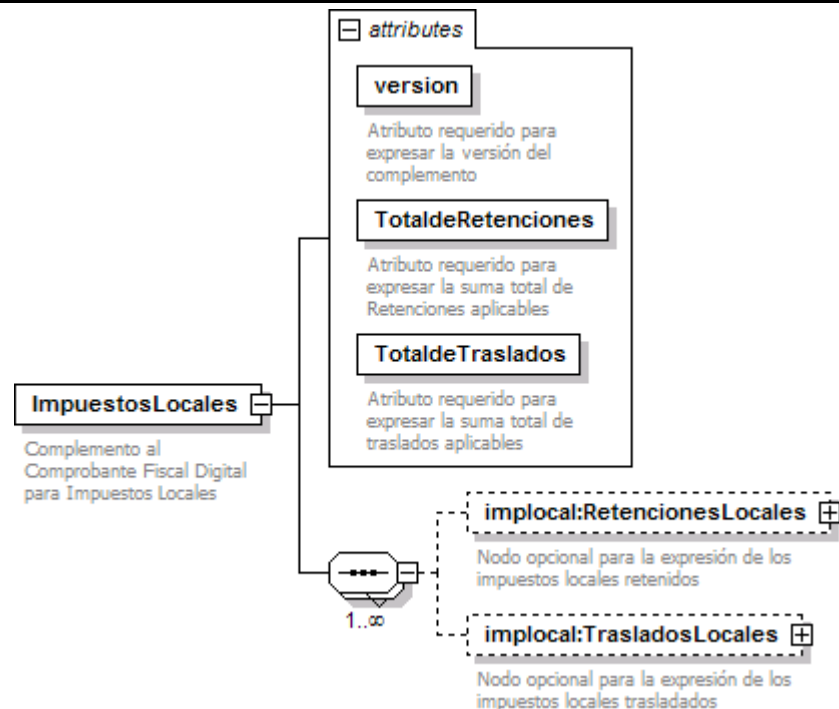 attributes
version
Atributo requerido para
expresar la versión del
complemento
TotaldeRetenciones
Atributo requerido para
expresar la suma total de
Retenciones aplicables
TotaldeTraslados
Atributo requerido para
expresar la suma total de
traslados aplicables
ImpuestosLocales
Complemento al
Comprobante Fiscal Digital
para Impuestos Locales
1..∞
implocal:RetencionesLocales
Nodo opcional para la expresión de los
impuestos locales retenidos
implocal:TrasladosLocales
Nodo opcional para la expresión de los
impuestos locales trasladados